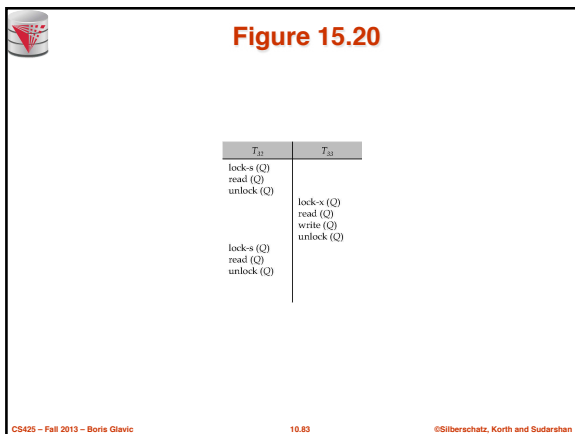 Figure 15.20
T32 T33
lock-s (Q)
read (Q)
unlock (Q)
lock-x (Q)
read (Q)
write (Q)
unlock (Q)
lock-s (Q)
read (Q)
unlock (Q)
CS425 – Fall 2013 – Boris Glavic 10.83 ©Silberschatz, Korth and Sudarshan